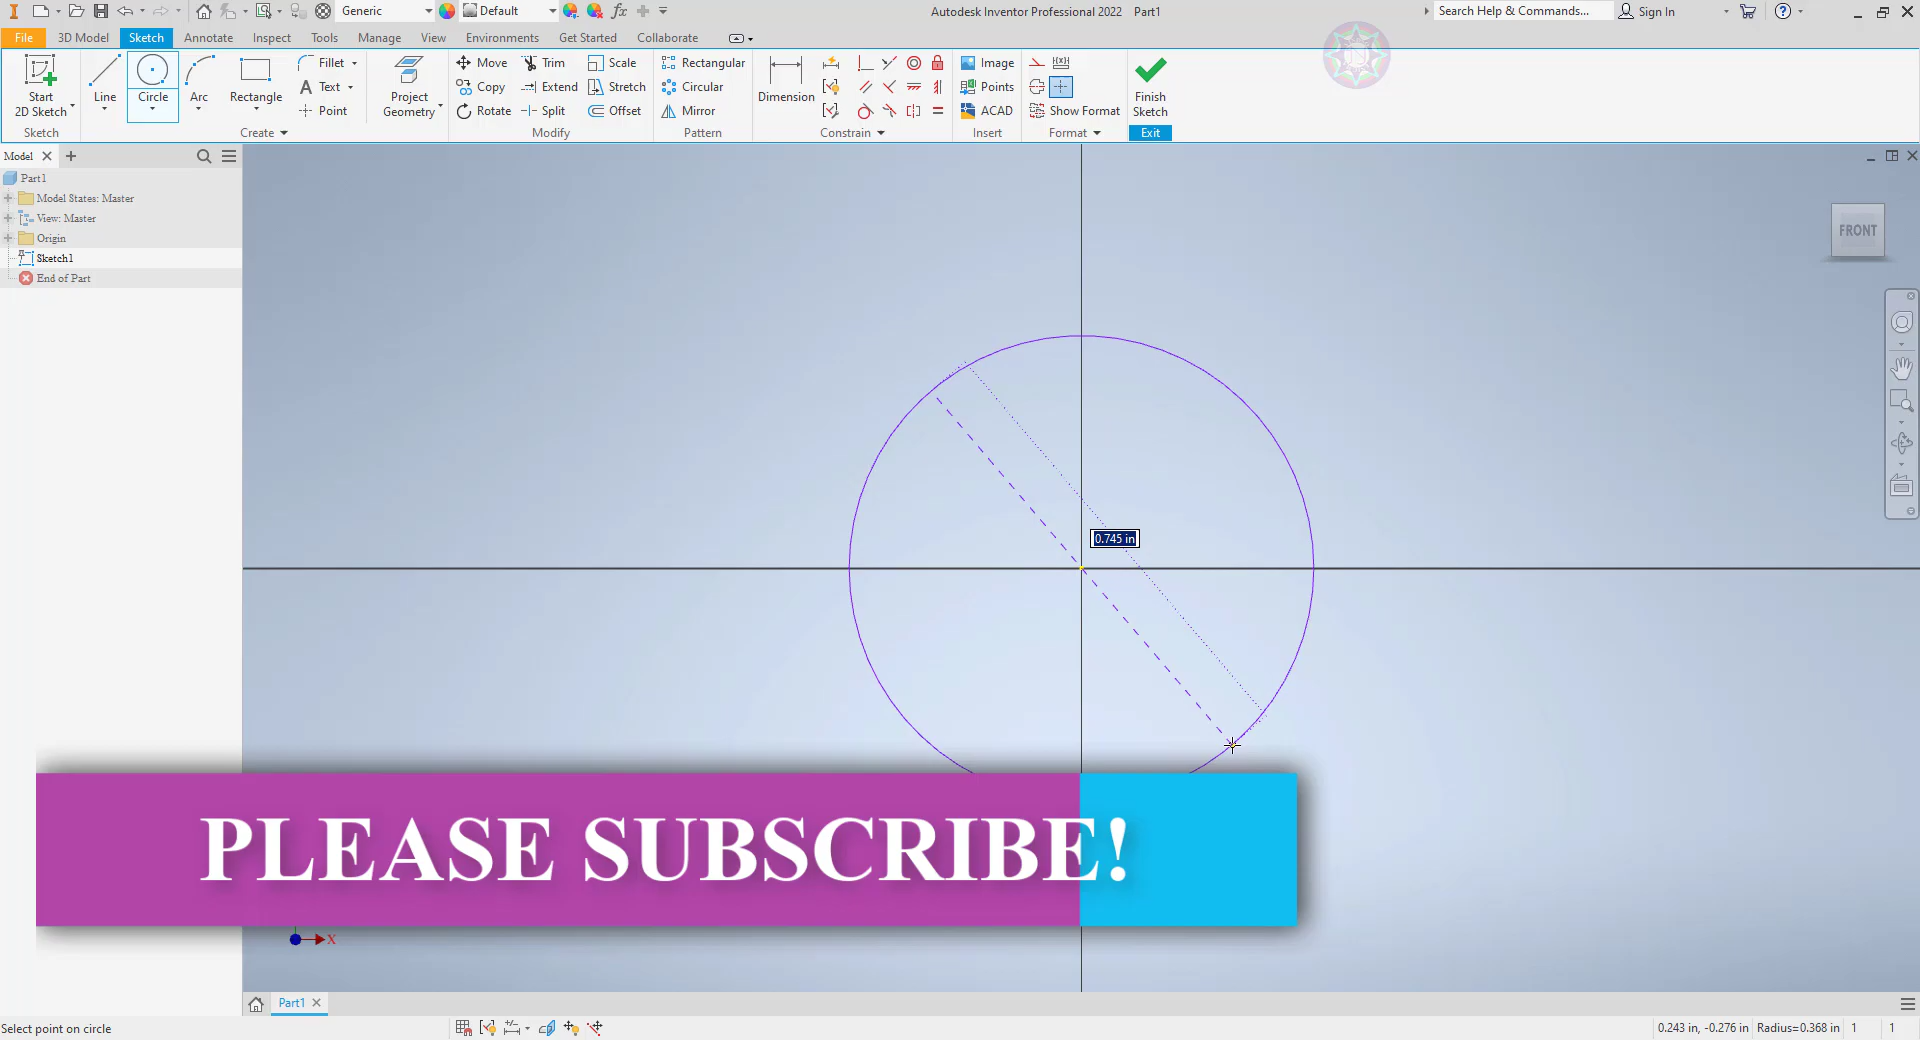 Generic
Default
Autodesk Inventor Professional 2022 Part1
Search Help & Commands...
Sign In
File
3D Model
Sketch
Annotate
Inspect
Tools
Manage
View
Environments
Get Started
Collaborate
Start
2D Sketch
Line
Circle
Arc
Rectangle
Fillet
Text
Point
Project
Geometry
Move
Trim
Scale
Copy
Extend
Stretch
Rotate
Split
Offset
Rectangular
Circular
Mirror
Dimension
Image
Points
ACAD
Show Format
Finish
Sketch
Sketch
Create
Modify
Pattern
Constrain
Insert
Format
Exit
Model
Part1
Model States: Master
View: Master
Origin
Sketch1
End of Part
FRONT
0.745 in
PLEASE SUBSCRIBE!
X
Part1
Select point on circle
0.243 in, -0.276 in Radius=0.368 in 1 1